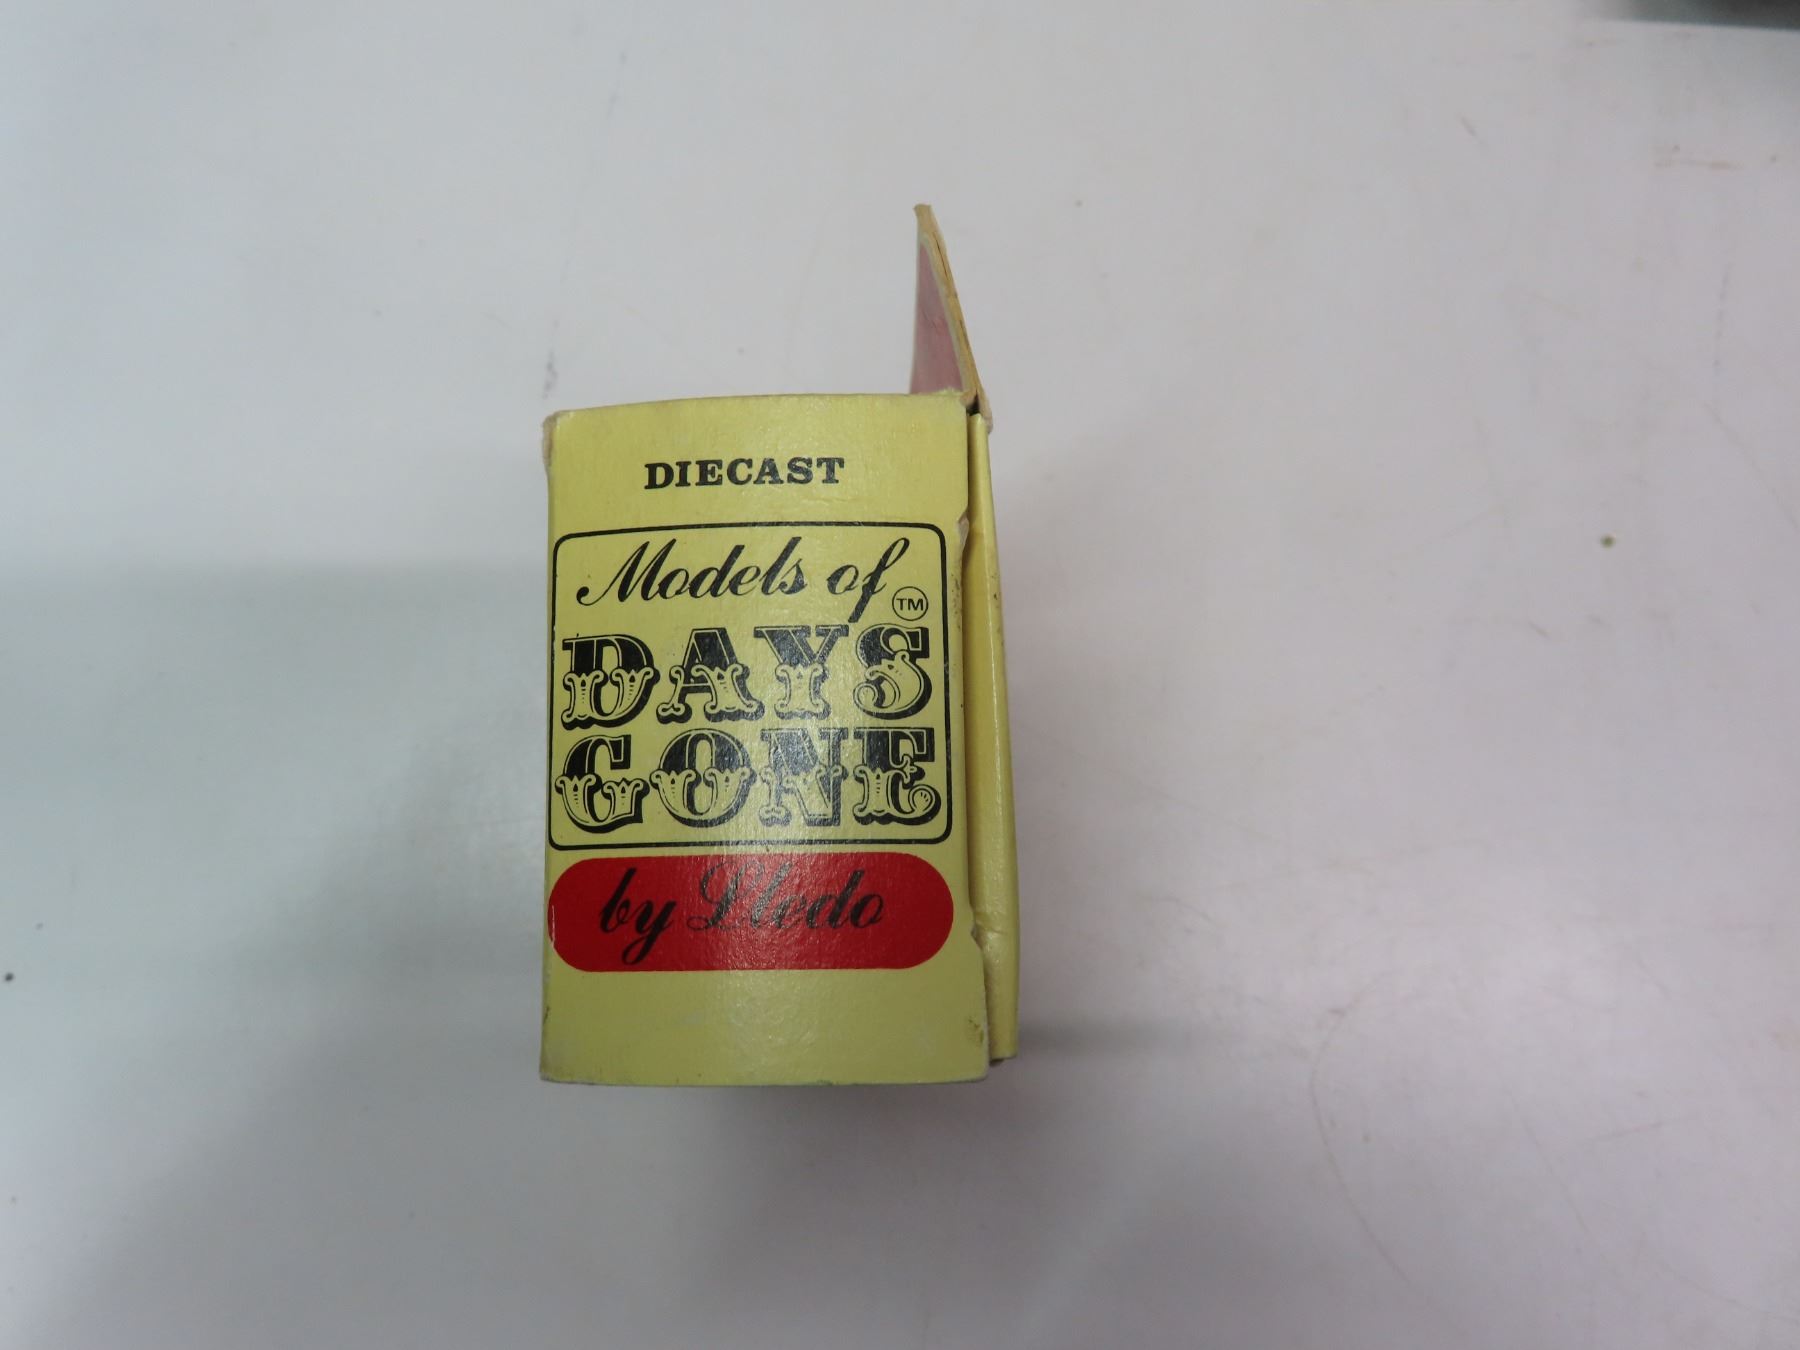 DIECAST
Models of
TM
DAYS
GONE
by Lledo